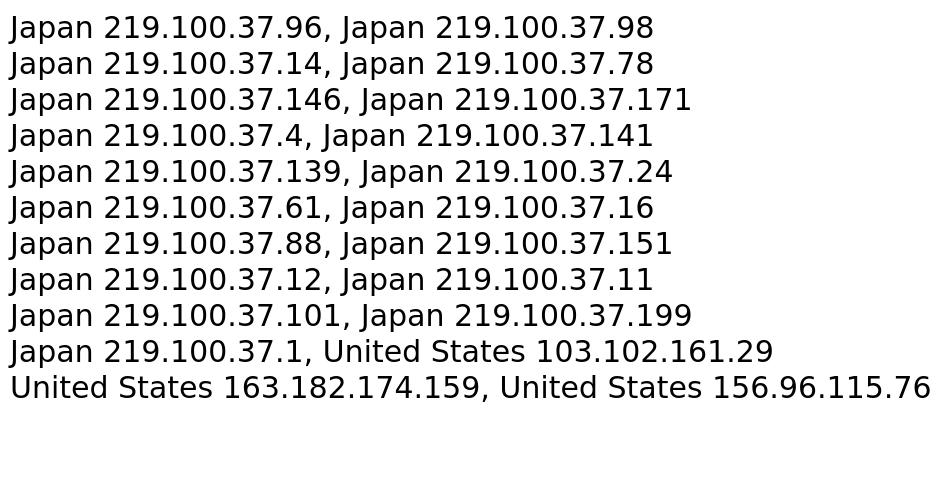 Japan 219.100.37.96, Japan 219.100.37.98
Japan 219.100.37.14, Japan 219.100.37.78
Japan 219.100.37.146, Japan 219.100.37.171
Japan 219.100.37.4, Japan 219.100.37.141
Japan 219.100.37.139, Japan 219.100.37.24
Japan 219.100.37.61, Japan 219.100.37.16
Japan 219.100.37.88, Japan 219.100.37.151
Japan 219.100.37.12, Japan 219.100.37.11
Japan 219.100.37.101, Japan 219.100.37.199
Japan 219.100.37.1, United States 103.102.161.29
United States 163.182.174.159, United States 156.96.115.76